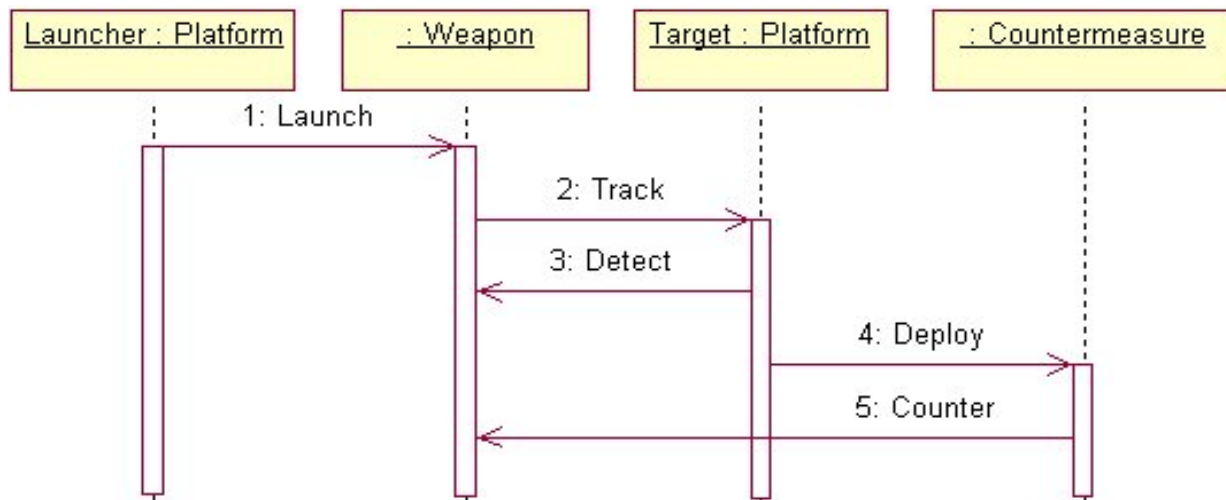 Launcher : Platform
: Weapon
Target : Platform
: Countermeasure
1: Launch
2: Track
3: Detect
4: Deploy
5: Counter